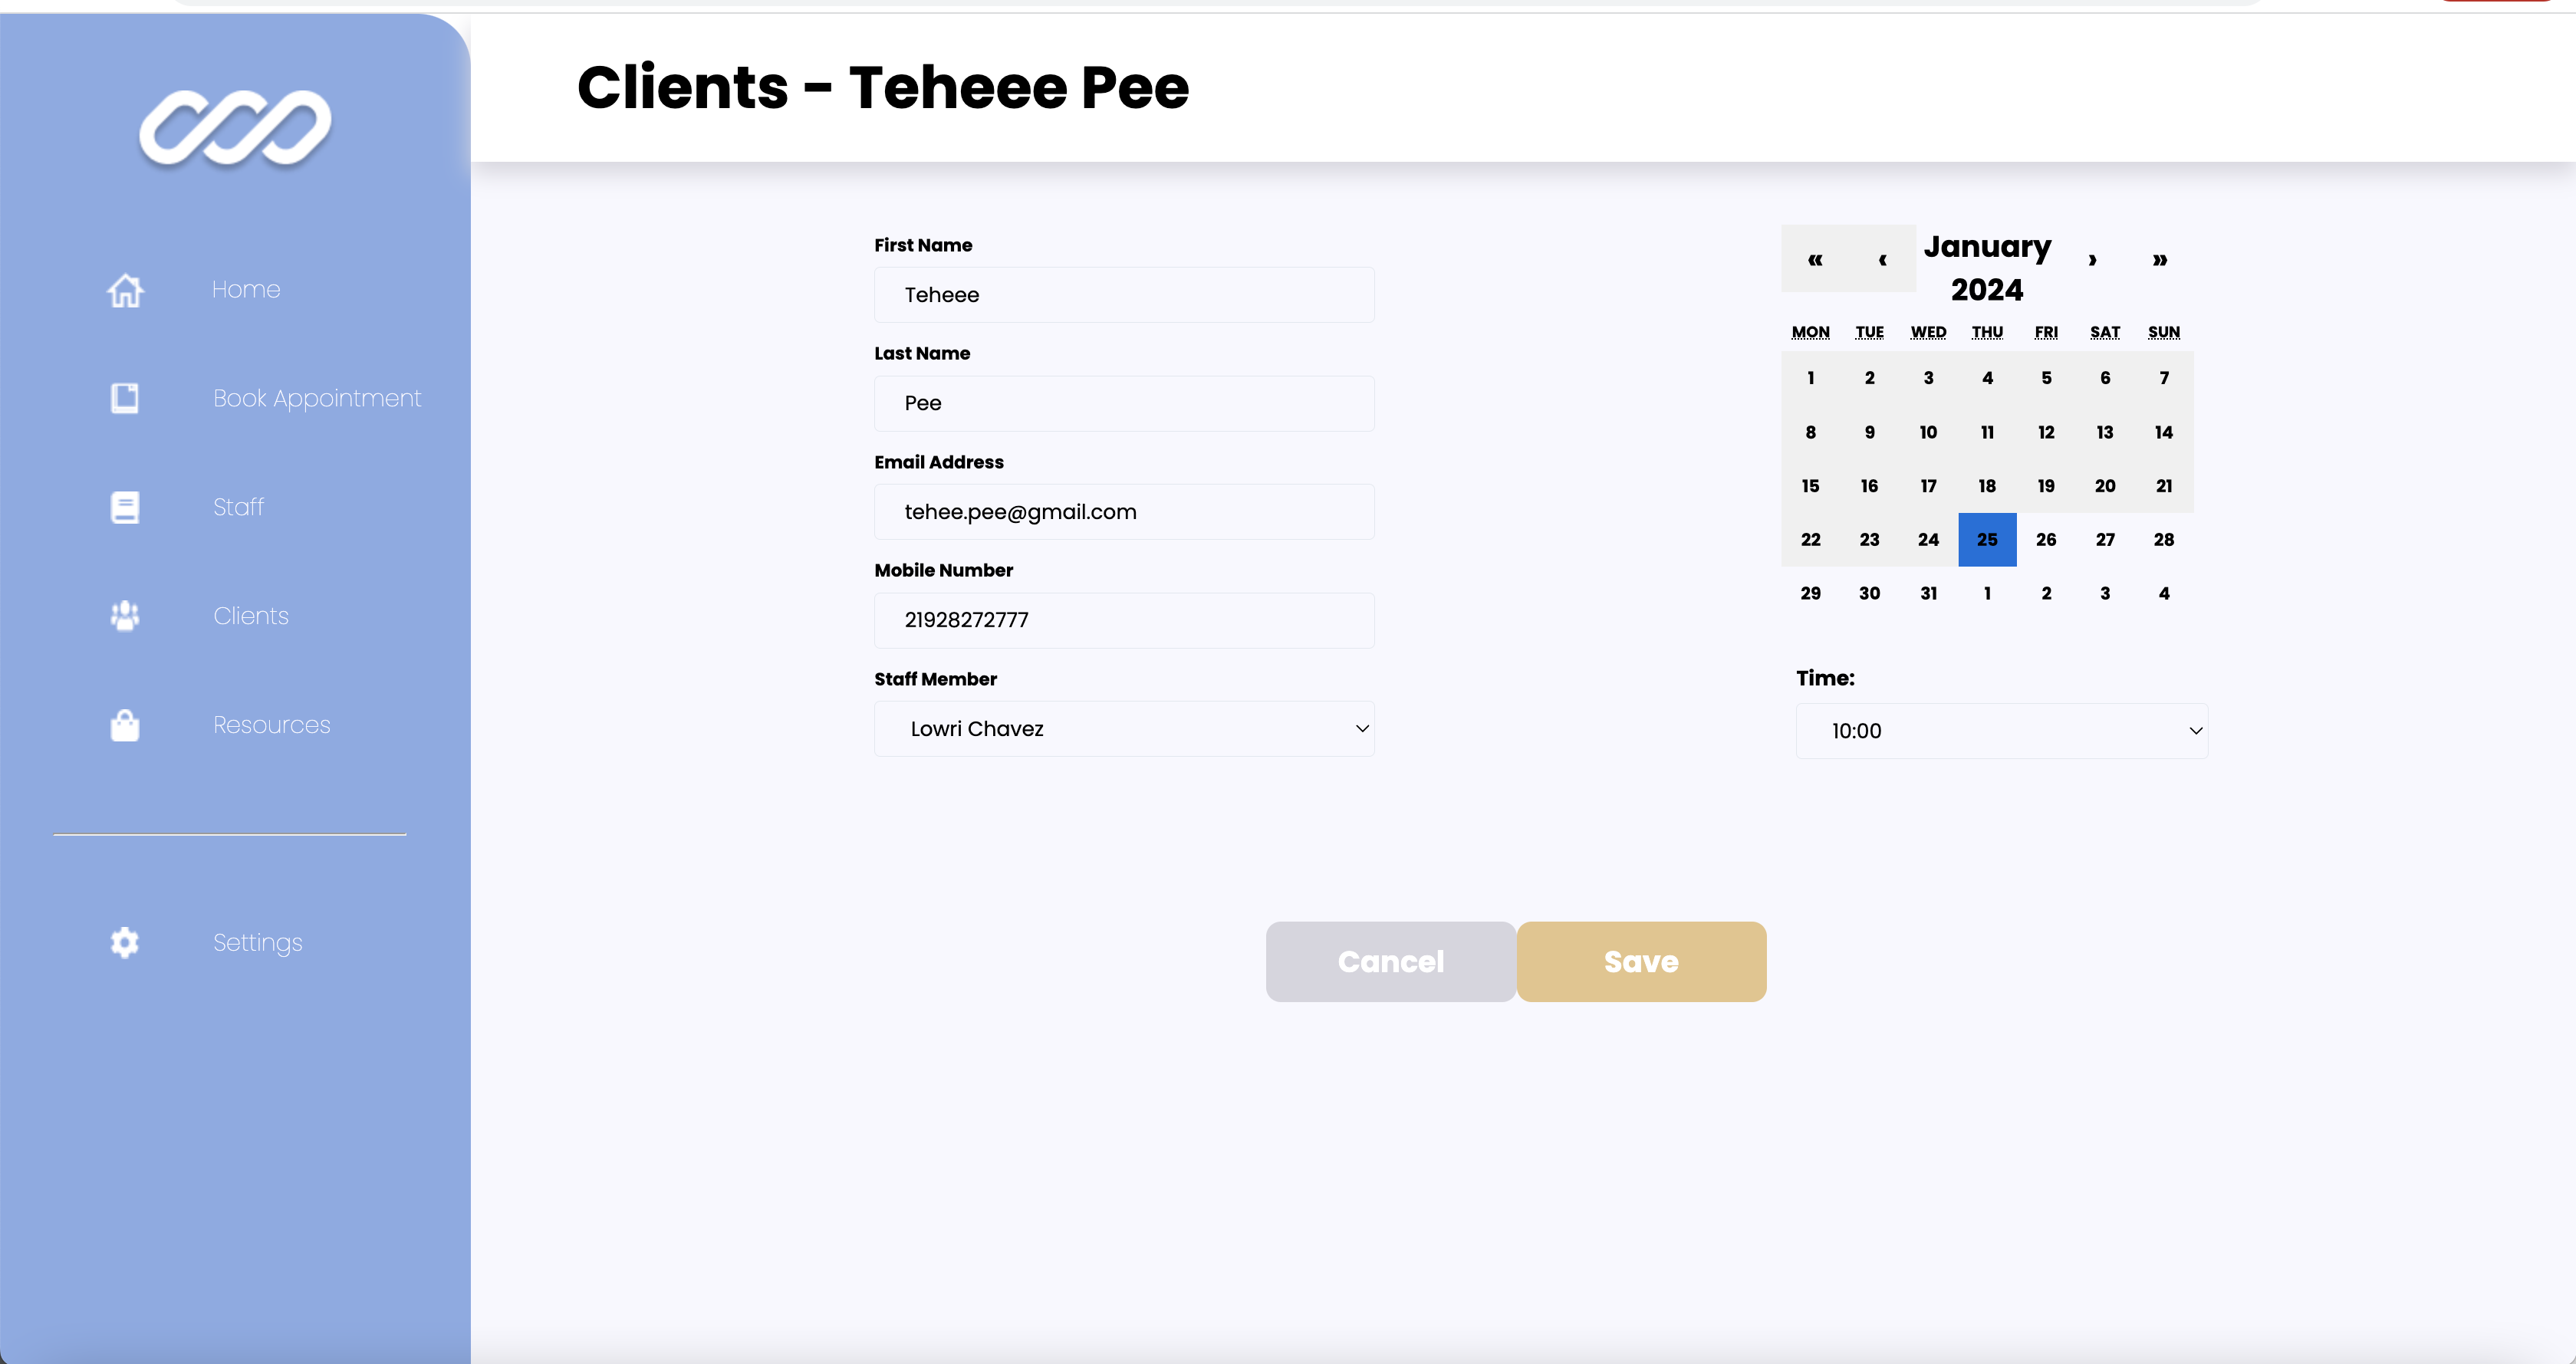 Clients - Teheee Pee
Home
Book Appointment
Staff
Clients
Resources
Settings
First Name
Teheee
Last Name
Pee
Email Address
tehee.pee@gmail.com
Mobile Number
21928272777
Staff Member
Lowri Chavez
« ‹ January 2024 › »
MON TUE WED THU FRI SAT SUN
1 2 3 4 5 6 7
8 9 10 11 12 13 14
15 16 17 18 19 20 21
22 23 24 25 26 27 28
29 30 31 1 2 3 4
Time:
10:00
Cancel Save